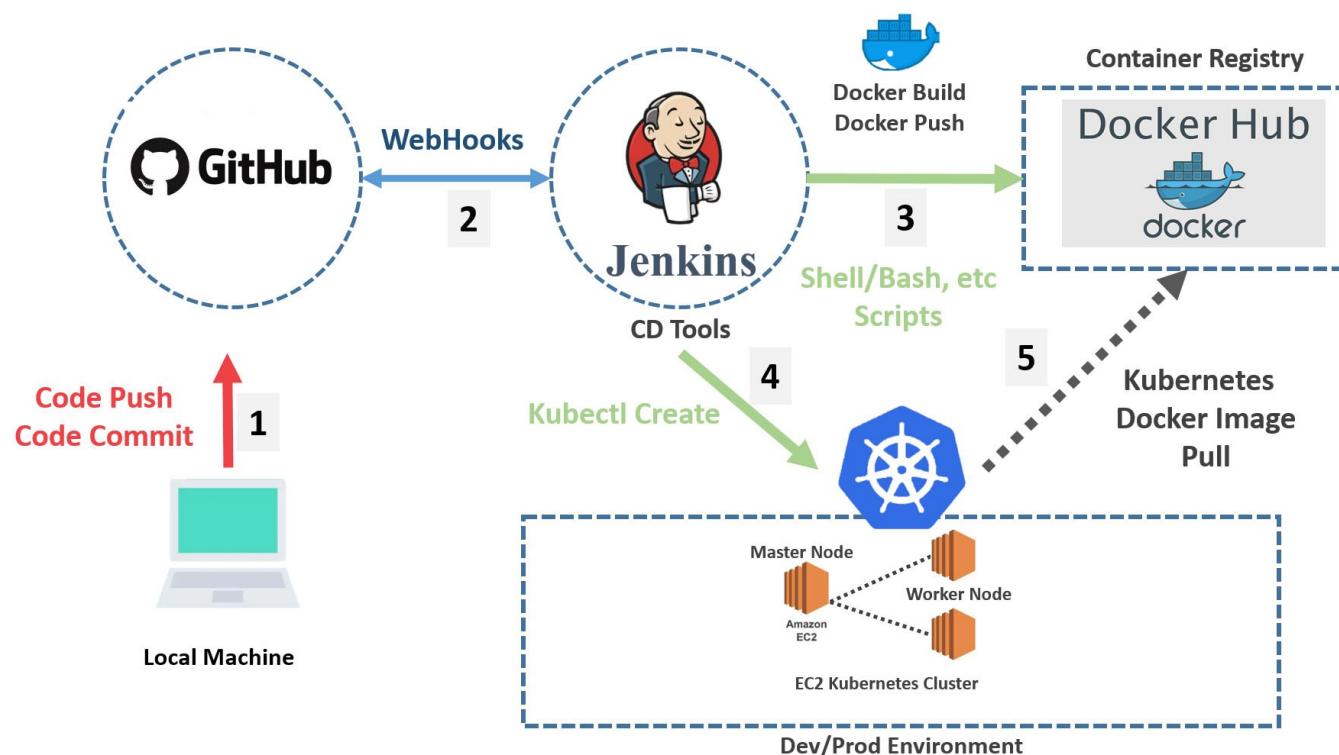 Container Registry
Docker Build
Docker Push
Docker Hub
docker
GitHub
WebHooks
2
Jenkins
3
Shell/Bash, etc
Scripts
CD Tools
4
5
Code Push
Code Commit
1
Kubectl Create
Kubernetes
Docker Image
Pull
Master Node
Amazon
EC2
Worker Node
EC2 Kubernetes Cluster
Local Machine
Dev/Prod Environment